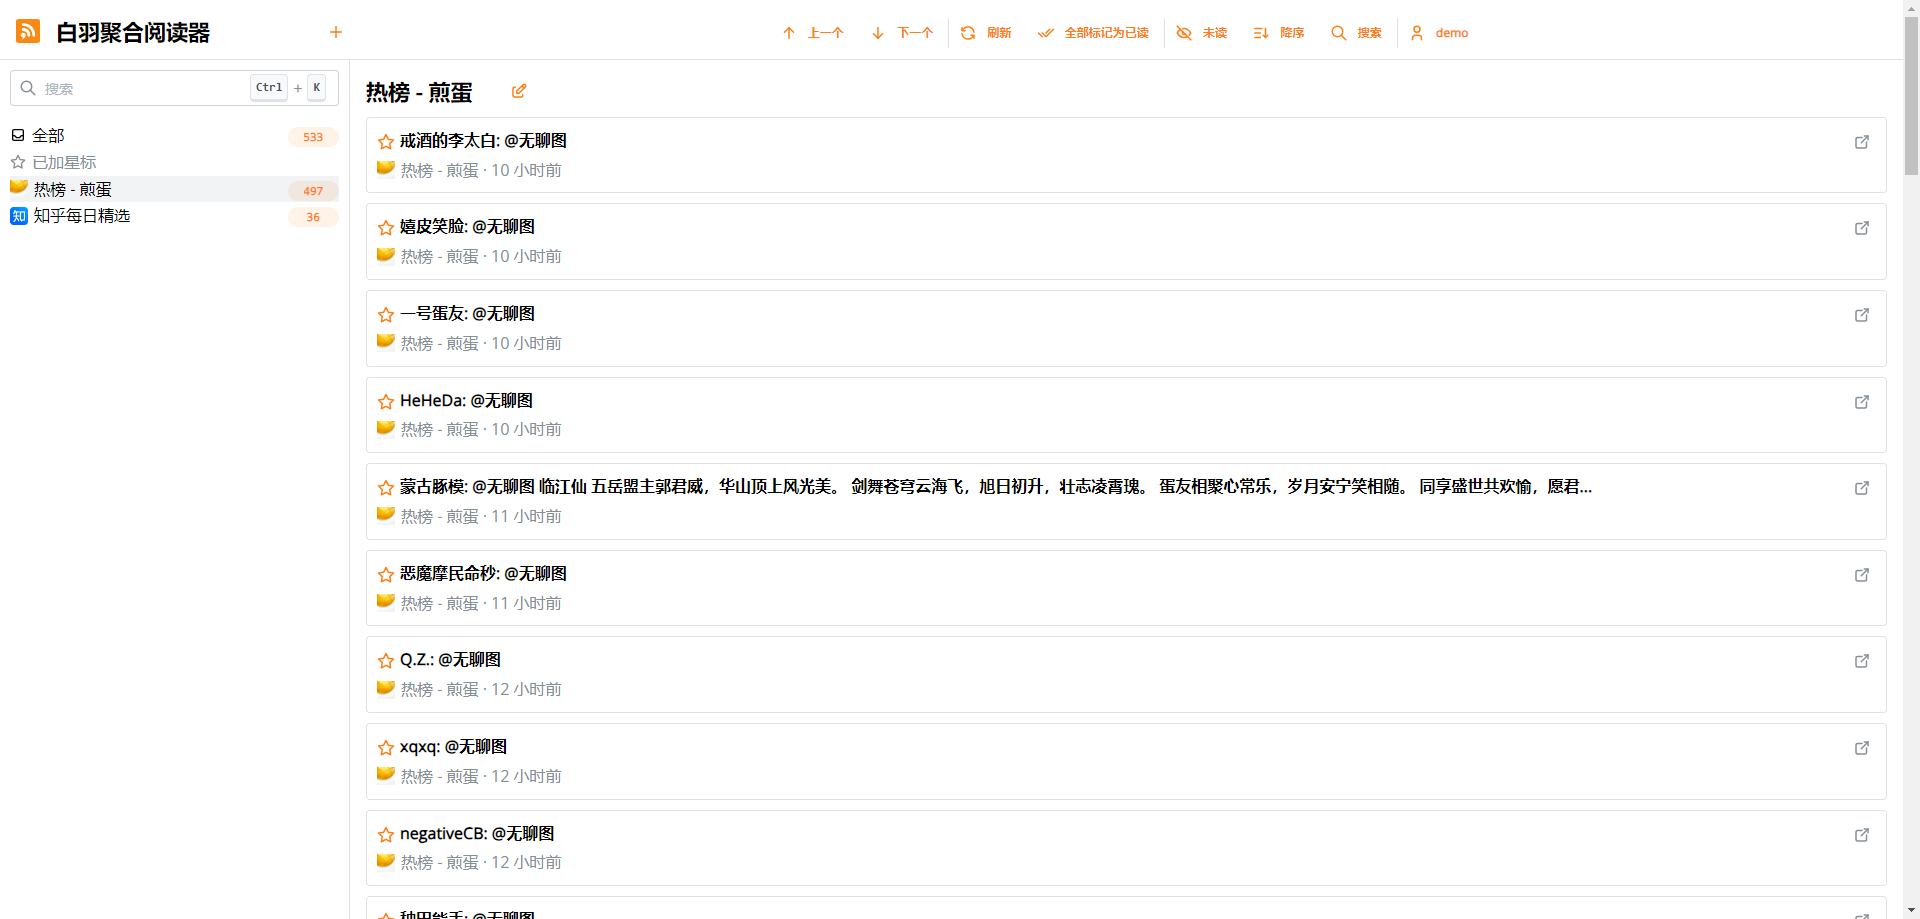 白羽聚合阅读器
上一个 下一个 刷新 全部标记为已读 未读 降序 搜索 demo
搜索 Ctrl + K
全部 533
已加星标
热榜 - 煎蛋 497
知 知乎每日精选 36
热榜 - 煎蛋
戒酒的李太白: @无聊图
热榜 - 煎蛋 · 10 小时前
嬉皮笑脸: @无聊图
热榜 - 煎蛋 · 10 小时前
一号蛋友: @无聊图
热榜 - 煎蛋 · 10 小时前
HeHeDa: @无聊图
热榜 - 煎蛋 · 10 小时前
蒙古豚模: @无聊图 临江仙 五岳盟主郭君威，华山顶上风光美。 剑舞苍穹云海飞，旭日初升，壮志凌霄瑰。 蛋友相聚心常乐，岁月安宁笑相随。 同享盛世共欢愉，愿君...
热榜 - 煎蛋 · 11 小时前
恶魔摩民命秒: @无聊图
热榜 - 煎蛋 · 11 小时前
Q.Z.: @无聊图
热榜 - 煎蛋 · 12 小时前
xqxq: @无聊图
热榜 - 煎蛋 · 12 小时前
negativeCB: @无聊图
热榜 - 煎蛋 · 12 小时前
种田能手: @无聊图